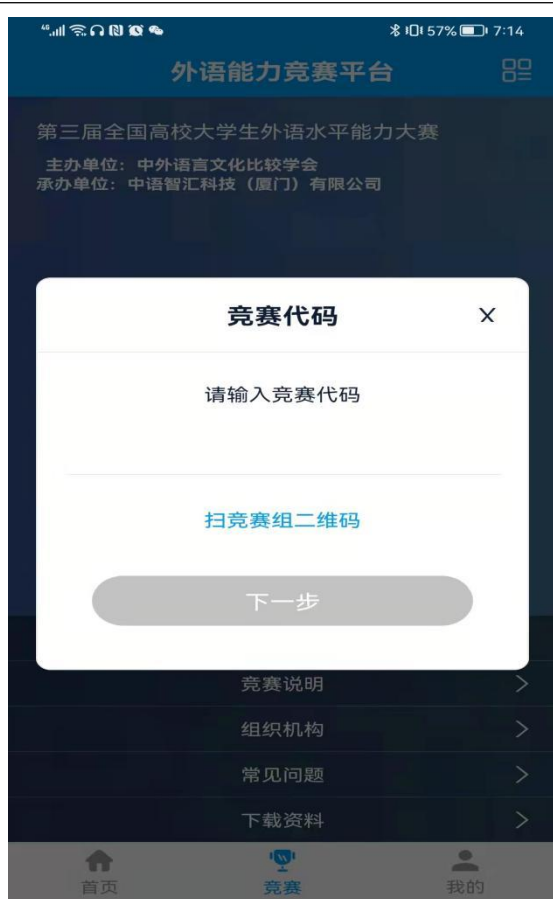 46 57% 7:14
外语能力竞赛平台
第三届全国高校大学生外语水平能力大赛
主办单位：中外语言文化比较学会
承办单位：中语智汇科技（厦门）有限公司
竞赛代码 X
请输入竞赛代码
扫竞赛组二维码
下一步
竞赛说明
组织机构
常见问题
下载资料
首页 竞赛 我的